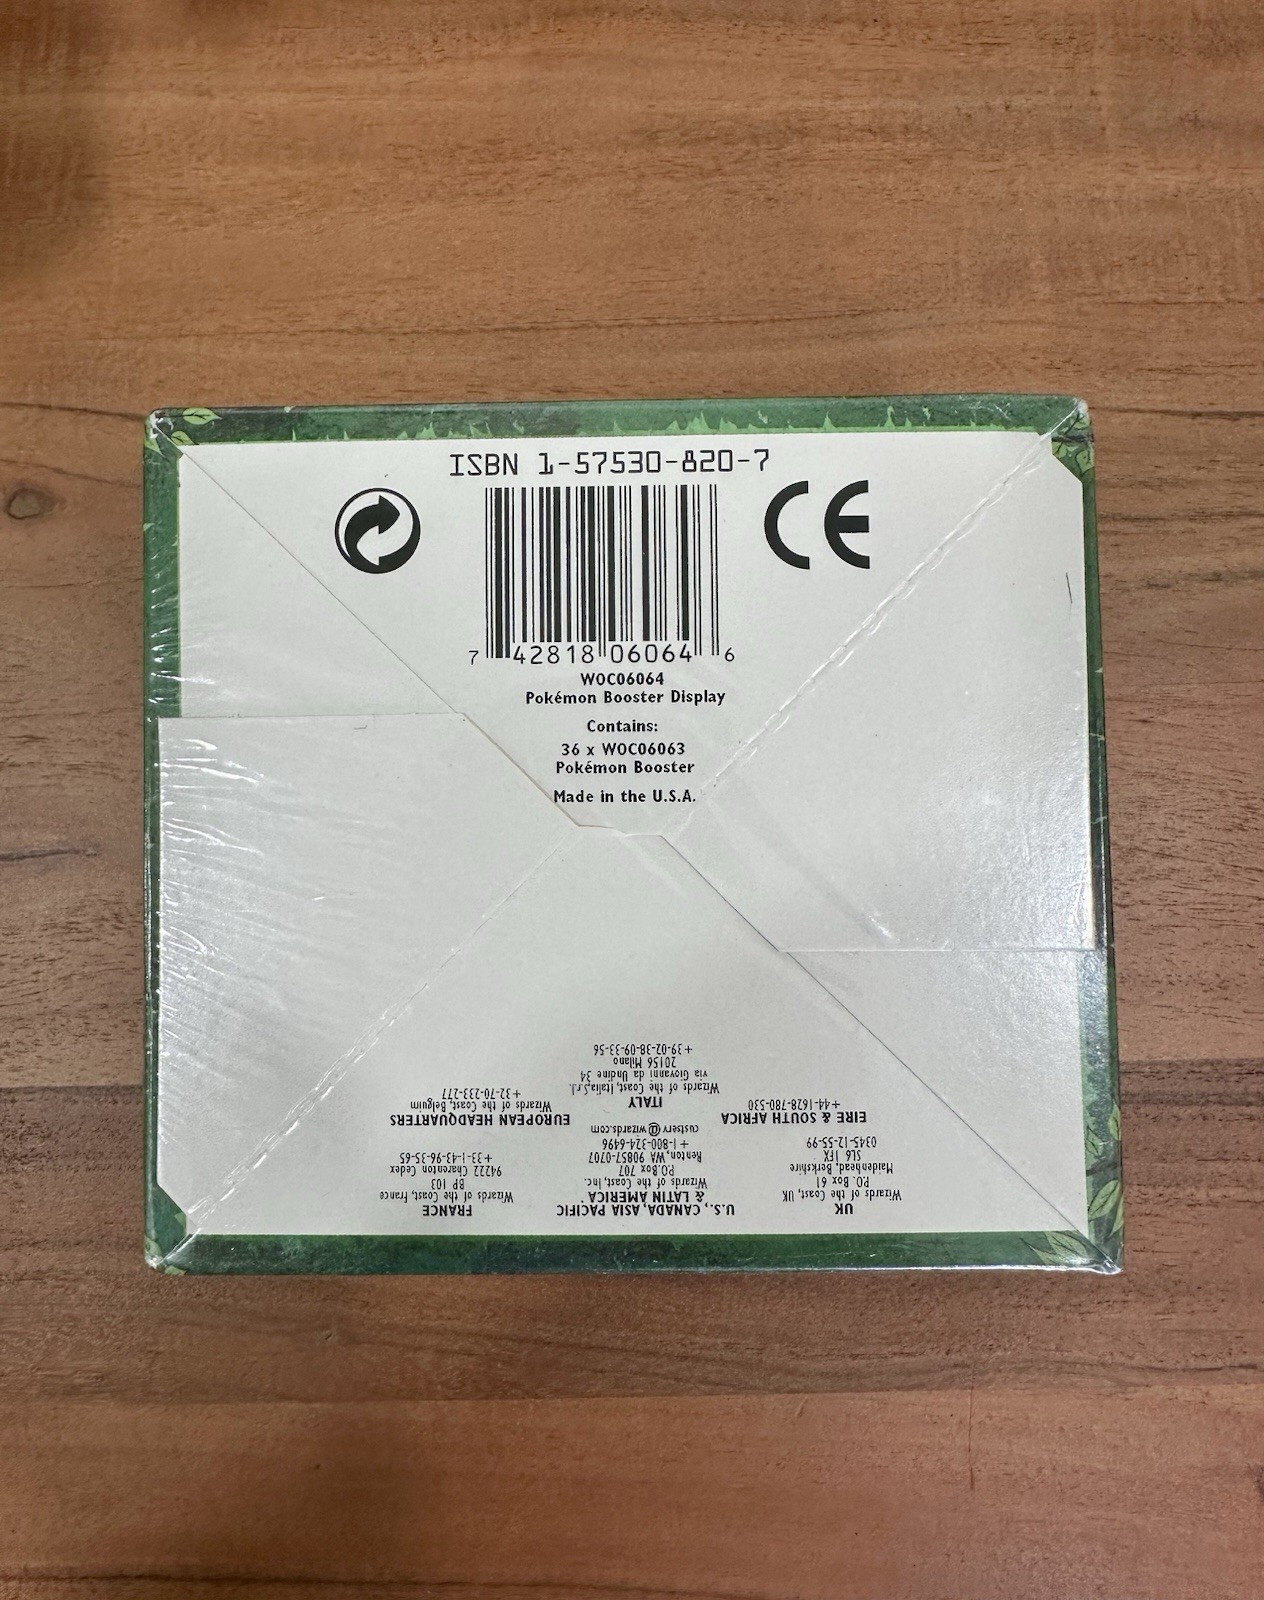 ISBN 1-57530-820-7
CE
7 42818 06064 6
WOC06064
Pokémon Booster Display
Contains:
36 x WOC06063
Pokémon Booster
Made in the U.S.A.
UK
Wizards of the Coast, UK
P.O. Box 61
Maidenhead, Berkshire
SL6 1FX
0345-12-55-99
EIRE & SOUTH AFRICA
+44-1628-780-530
U.S., CANADA, ASIA PACIFIC
& LATIN AMERICA
Wizards of the Coast, Inc.
P.O.Box 707
Renton, WA 90857-0707
+1-800-324-6496
custserv@wizards.com
ITALY
Wizards of the Coast, Italia S.r.l.
via Giovanni da Undine 34
20156 Milano
+39-02-38-09-33-56
FRANCE
Wizards of the Coast, France
BP 103
94222 Charenton Cedex
+33-1-43-96-35-65
EUROPEAN HEADQUARTERS
Wizards of the Coast, Belguim
+32-70-233-277